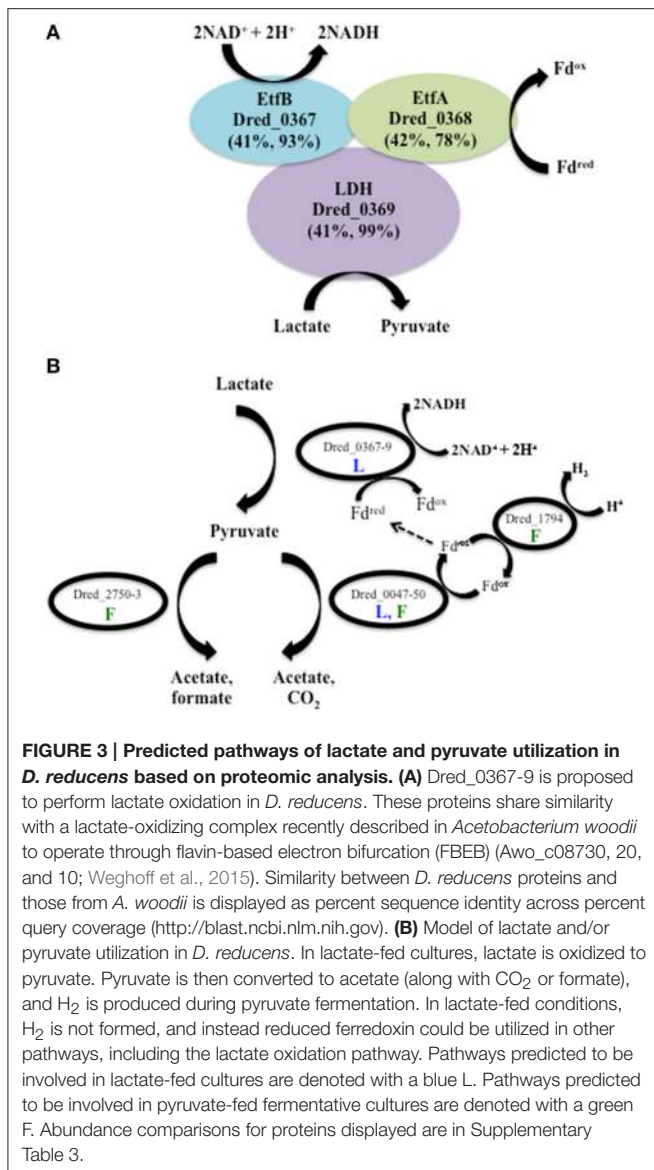 A
2NAD⁺ + 2H⁺
2NADH
EtfB
Dred_0367
(41%, 93%)
EtfA
Dred_0368
(42%, 78%)
Fdᵒˣ
Fdʳᵉᵈ
LDH
Dred_0369
(41%, 99%)
Lactate
Pyruvate
B
Lactate
2NADH
Dred_0367-9
L
2NAD⁺ + 2H⁺
Fdʳᵉᵈ
Fdᵒˣ
H₂
Dred_1794
F
H⁺
Pyruvate
Fdᵒˣ
Dred_2750-3
F
Dred_0047-50
L, F
Acetate,
formate
Acetate,
CO₂
FIGURE 3 | Predicted pathways of lactate and pyruvate utilization in
D. reducens based on proteomic analysis. (A) Dred_0367-9 is proposed
to perform lactate oxidation in D. reducens. These proteins share similarity
with a lactate-oxidizing complex recently described in Acetobacterium woodii
to operate through flavin-based electron bifurcation (FBEB) (Awo_c08730, 20,
and 10; Weghoff et al., 2015). Similarity between D. reducens proteins and
those from A. woodii is displayed as percent sequence identity across percent
query coverage (http://blast.ncbi.nlm.nih.gov). (B) Model of lactate and/or
pyruvate utilization in D. reducens. In lactate-fed cultures, lactate is oxidized to
pyruvate. Pyruvate is then converted to acetate (along with CO₂ or formate),
and H₂ is produced during pyruvate fermentation. In lactate-fed conditions,
H₂ is not formed, and instead reduced ferredoxin could be utilized in other
pathways, including the lactate oxidation pathway. Pathways predicted to be
involved in lactate-fed cultures are denoted with a blue L. Pathways predicted
to be involved in pyruvate-fed fermentative cultures are denoted with a green
F. Abundance comparisons for proteins displayed are in Supplementary
Table 3.